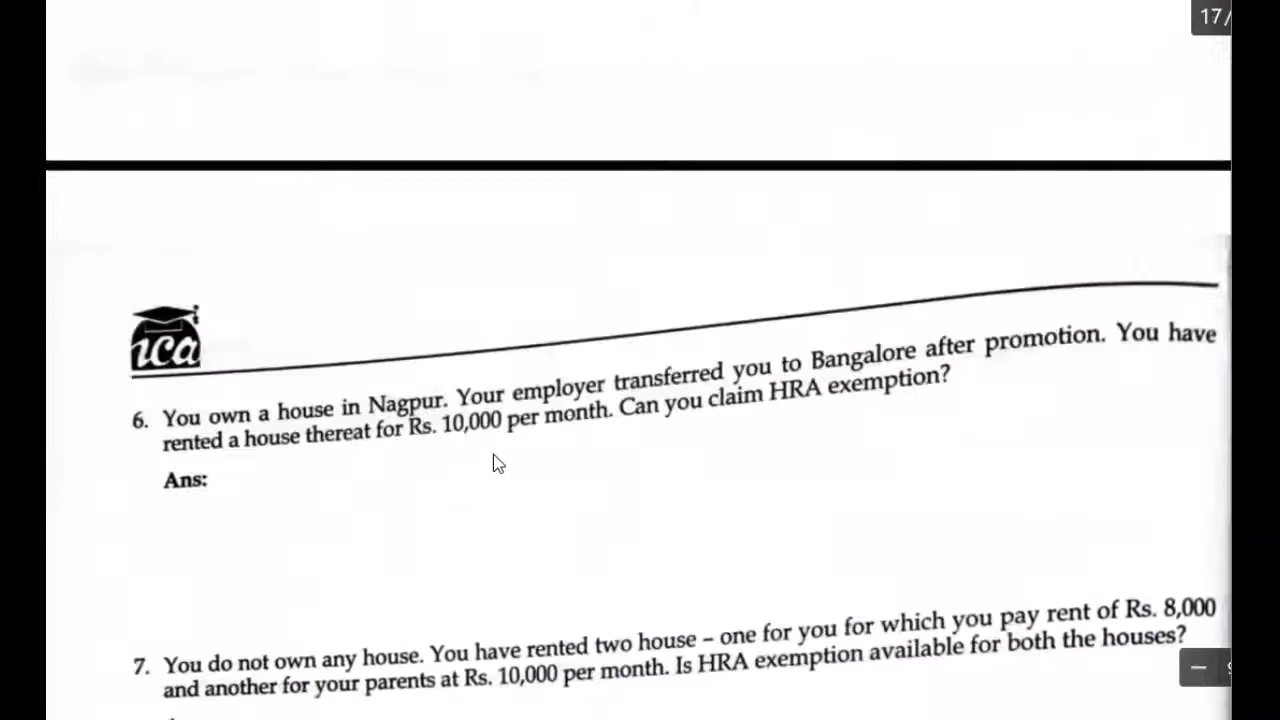 17/
ica
6. You own a house in Nagpur. Your employer transferred you to Bangalore after promotion. You have
rented a house thereat for Rs. 10,000 per month. Can you claim HRA exemption?
Ans:
7. You do not own any house. You have rented two house – one for you for which you pay rent of Rs. 8,000
and another for your parents at Rs. 10,000 per month. Is HRA exemption available for both the houses?